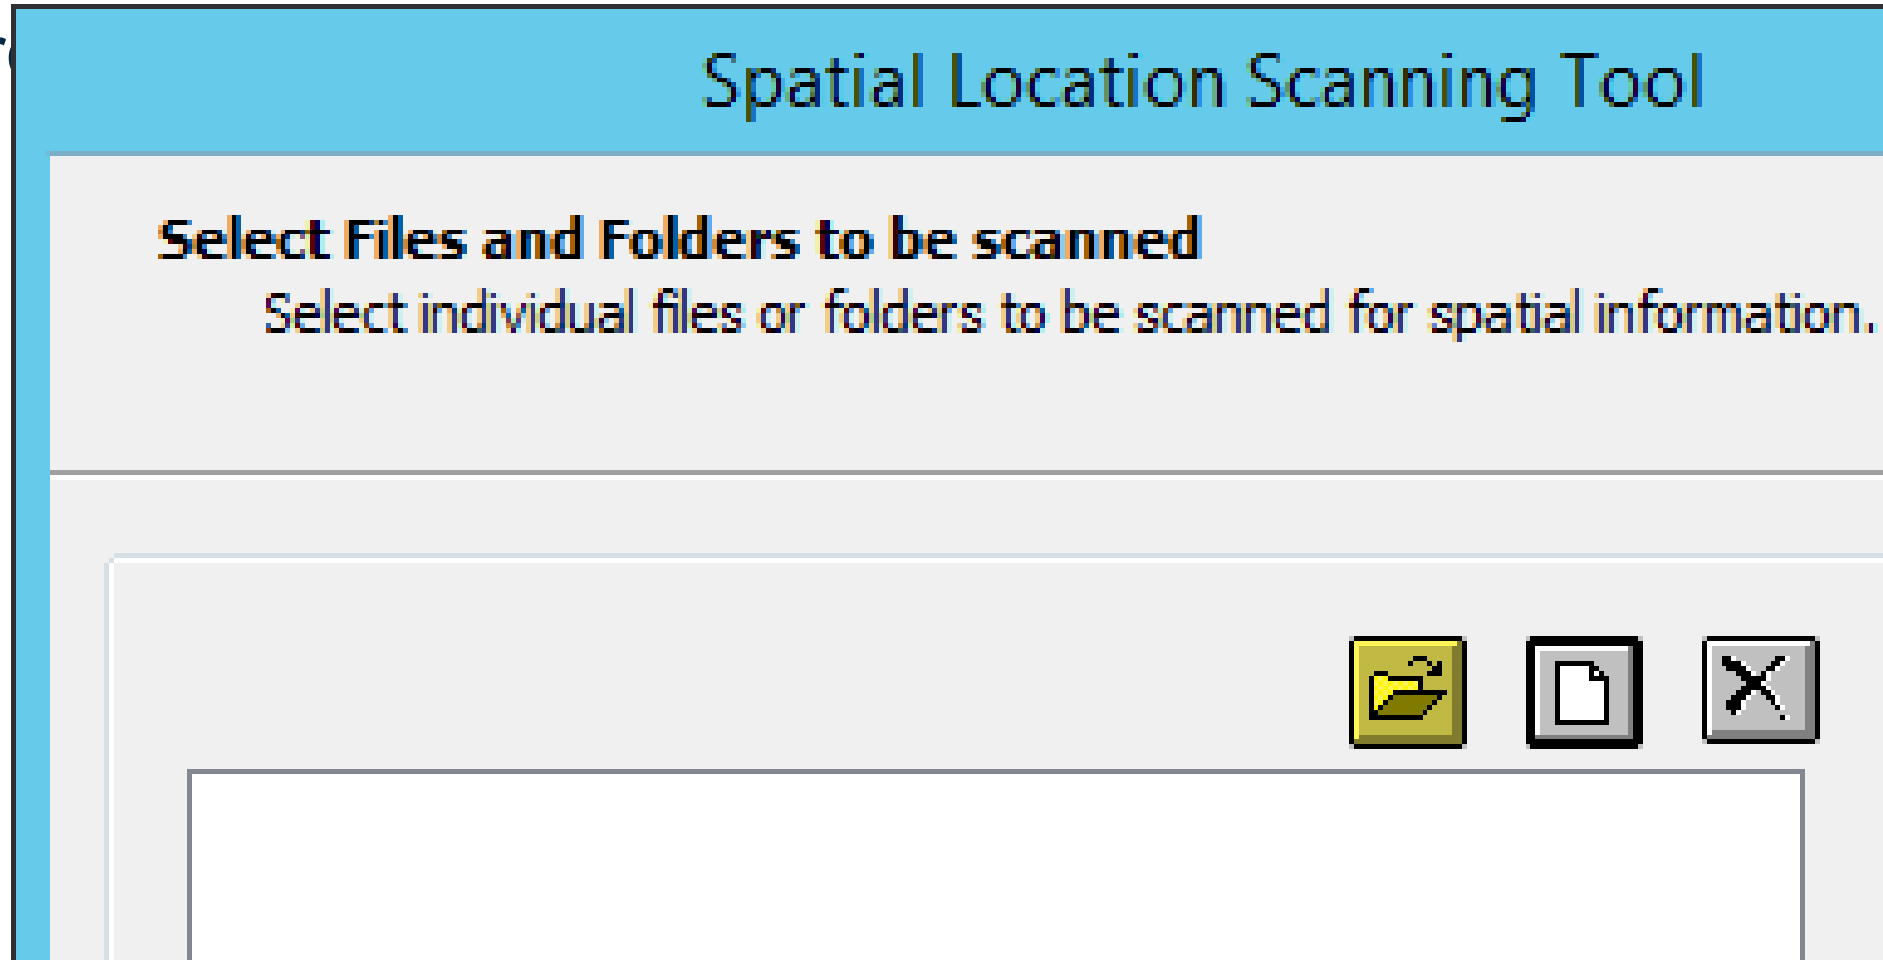 Spatial Location Scanning Tool
Select Files and Folders to be scanned
Select individual files or folders to be scanned for spatial information.